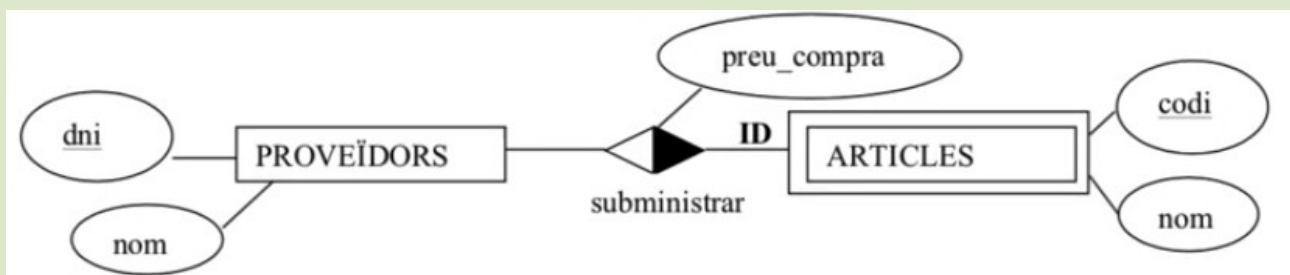 preu_compra
dni
PROVEÏDORS
ID
ARTICLES
codi
subministrar
nom
nom